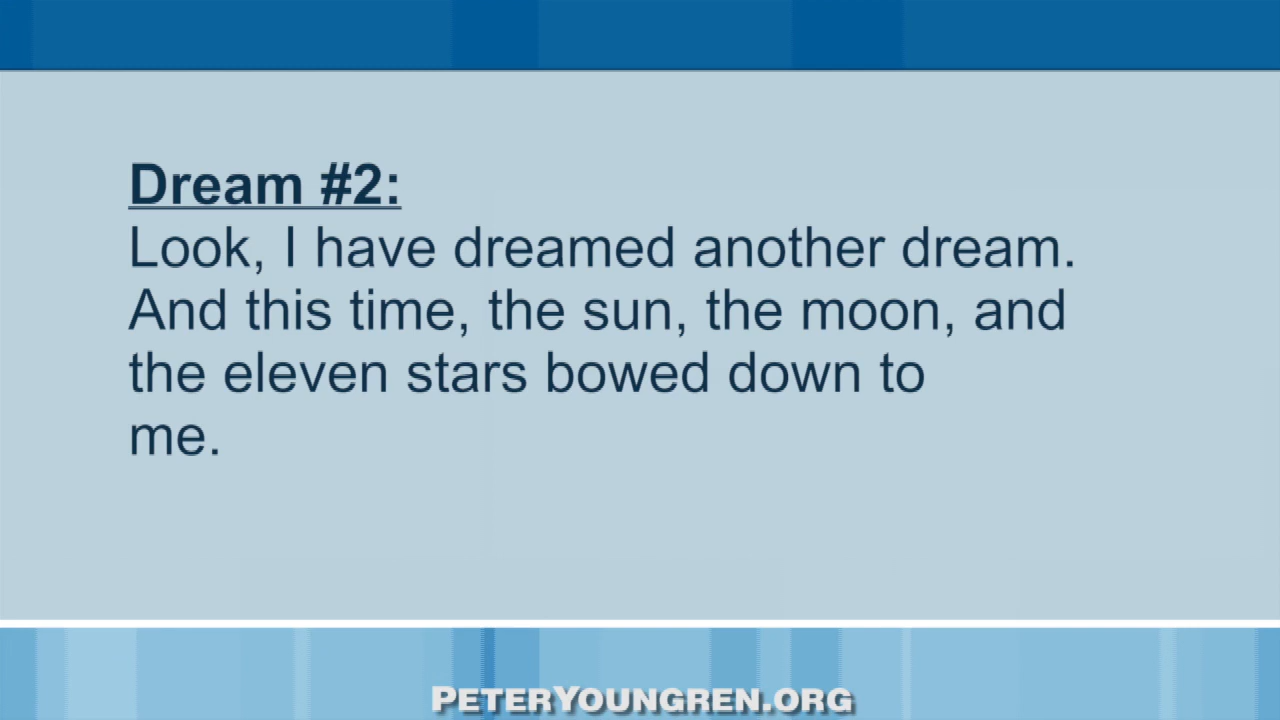 Dream #2:
Look, I have dreamed another dream.
And this time, the sun, the moon, and
the eleven stars bowed down to
me.
PETERYOUNGREN.ORG